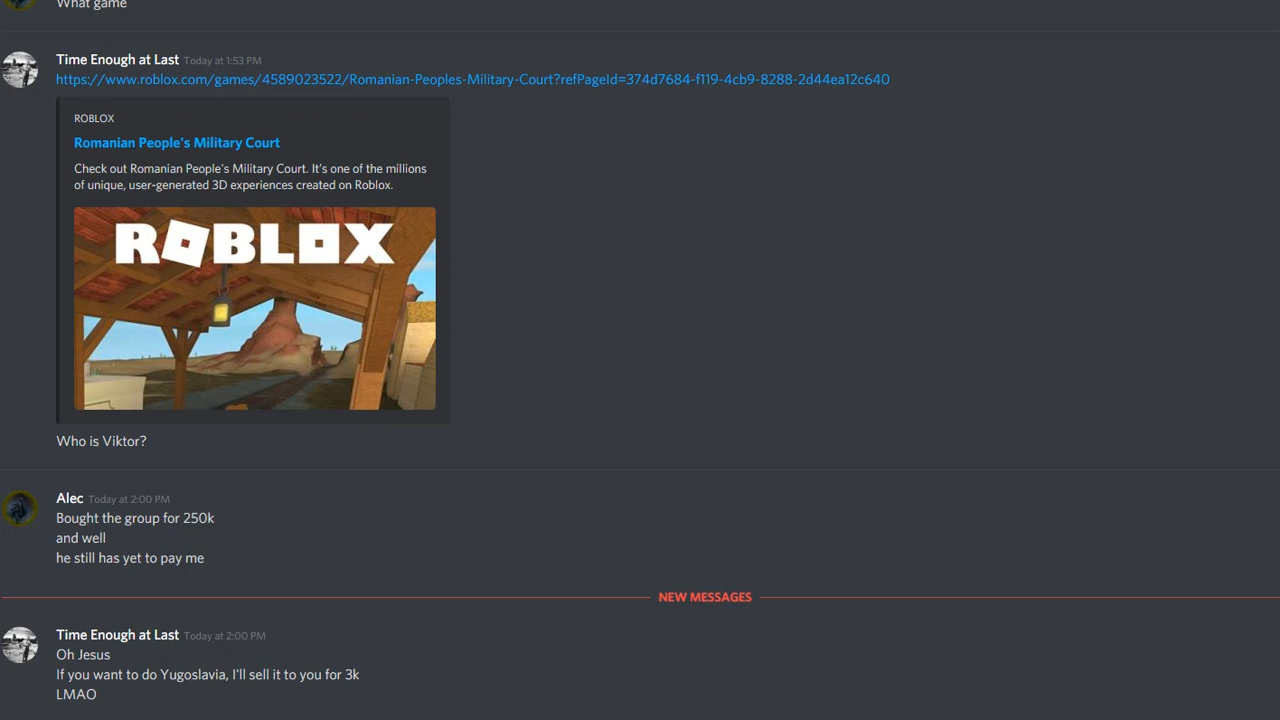 What game
Time Enough at Last Today at 1:53 PM
https://www.roblox.com/games/4589023522/Romanian-Peoples-Military-Court?refPageId=374d7684-f119-4cb9-8288-2d44ea12c640
ROBLOX
Romanian People's Military Court
Check out Romanian People's Military Court. It's one of the millions
of unique, user-generated 3D experiences created on Roblox.
ROBLOX
Who is Viktor?
Alec Today at 2:00 PM
Bought the group for 250k
and well
he still has yet to pay me
NEW MESSAGES
Time Enough at Last Today at 2:00 PM
Oh Jesus
If you want to do Yugoslavia, I'll sell it to you for 3k
LMAO